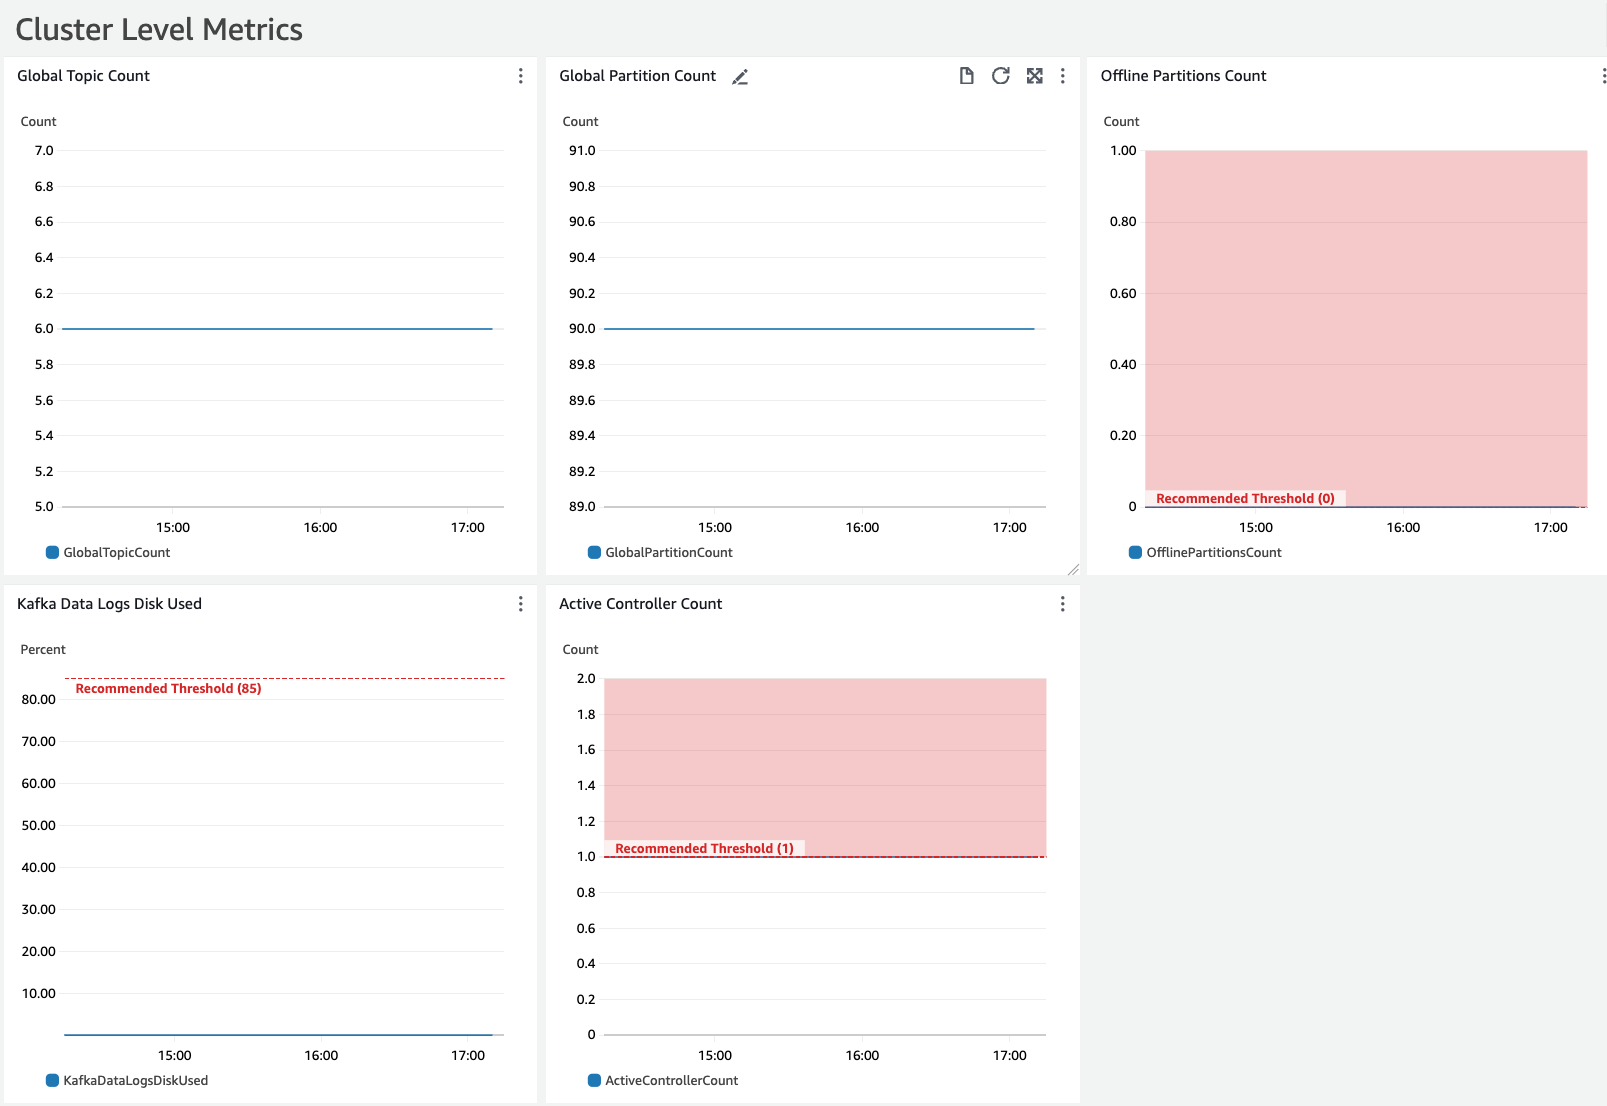 Cluster Level Metrics
Global Topic Count
Count
7.0
6.8
6.6
6.4
6.2
6.0
5.8
5.6
5.4
5.2
5.0
15:00 16:00 17:00
GlobalTopicCount
Global Partition Count
Count
91.0
90.8
90.6
90.4
90.2
90.0
89.8
89.6
89.4
89.2
89.0
15:00 16:00 17:00
GlobalPartitionCount
Offline Partitions Count
Count
1.00
0.80
0.60
0.40
0.20
Recommended Threshold (0)
0
15:00 16:00 17:00
OfflinePartitionsCount
Kafka Data Logs Disk Used
Percent
Recommended Threshold (85)
80.00
70.00
60.00
50.00
40.00
30.00
20.00
10.00
15:00 16:00 17:00
KafkaDataLogsDiskUsed
Active Controller Count
Count
2.0
1.8
1.6
1.4
1.2
Recommended Threshold (1)
1.0
0.8
0.6
0.4
0.2
0
15:00 16:00 17:00
ActiveControllerCount